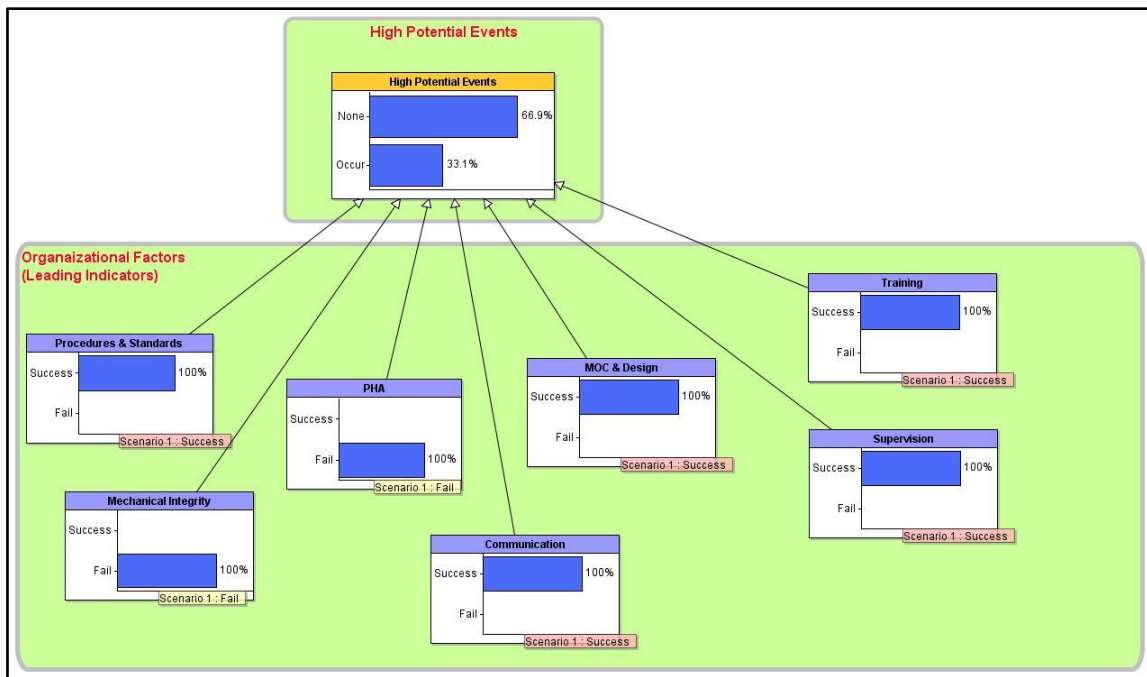 High Potential Events
High Potential Events
None
66.9%
Occur
33.1%
Organaizational Factors
(Leading Indicators)
Training
Success
100%
Fail
Scenario 1 : Success
Procedures & Standards
Success
100%
Fail
Scenario 1 : Success
PHA
Success
Fail
100%
Scenario 1 : Fail
MOC & Design
Success
100%
Fail
Scenario 1 : Success
Supervision
Success
100%
Fail
Scenario 1 : Success
Mechanical Integrity
Success
Fail
100%
Scenario 1 : Fail
Communication
Success
100%
Fail
Scenario 1 : Success